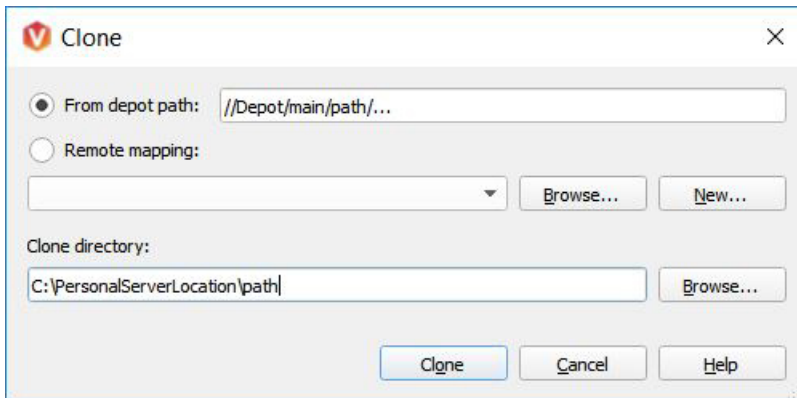 Clone
From depot path: //Depot/main/path/...
Remote mapping:
Browse... New...
Clone directory:
C:\PersonalServerLocation\path Browse...
Clone Cancel Help